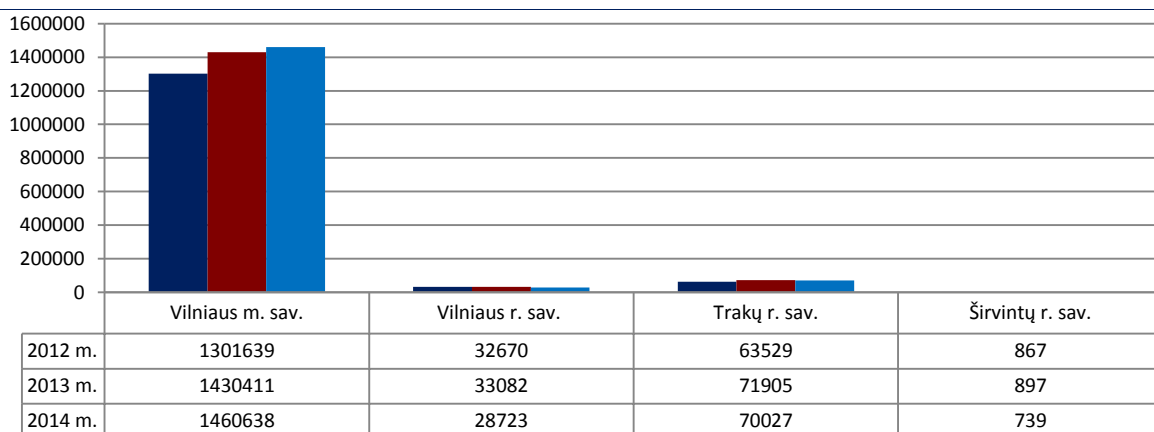 1600000
1400000
1200000
1000000
800000
600000
400000
200000
0
Vilniaus m. sav. Vilniaus r. sav. Trakų r. sav. Širvintų r. sav.
2012 m. 1301639 32670 63529 867
2013 m. 1430411 33082 71905 897
2014 m. 1460638 28723 70027 739